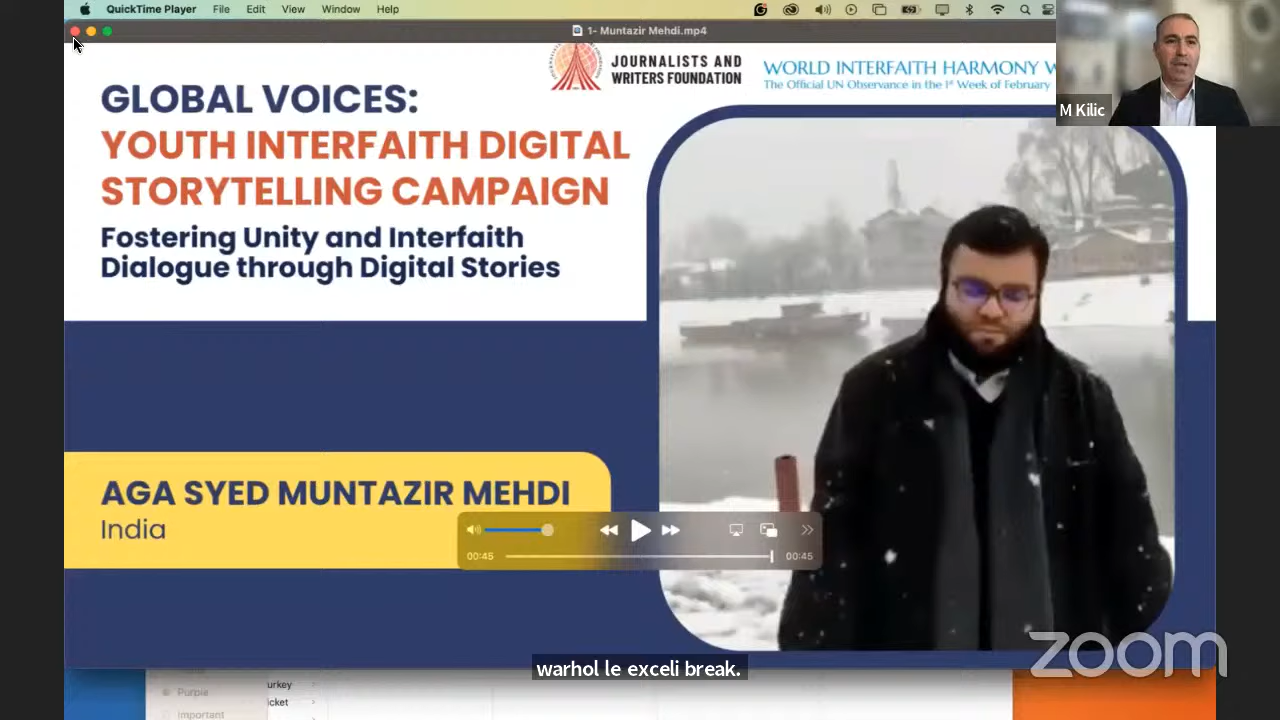 QuickTime Player File Edit View Window Help
1- Muntazir Mehdi.mp4
JOURNALISTS AND
WRITERS FOUNDATION
WORLD INTERFAITH HARMONY W
The Official UN Observance in the 1st Week of February
M Kilic
GLOBAL VOICES:
YOUTH INTERFAITH DIGITAL
STORYTELLING CAMPAIGN
Fostering Unity and Interfaith
Dialogue through Digital Stories
AGA SYED MUNTAZIR MEHDI
India
00:45 00:45
zoom
warhol le exceli break.
Purple
urkey
icket
Important